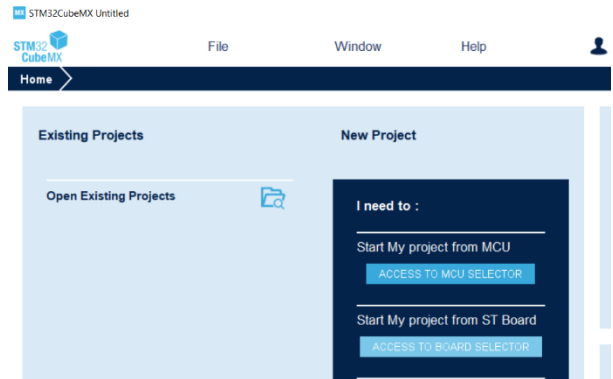 MX STM32CubeMX Untitled
STM32
CubeMX
File Window Help
Home
Existing Projects
Open Existing Projects
New Project
I need to :
Start My project from MCU
ACCESS TO MCU SELECTOR
Start My project from ST Board
ACCESS TO BOARD SELECTOR